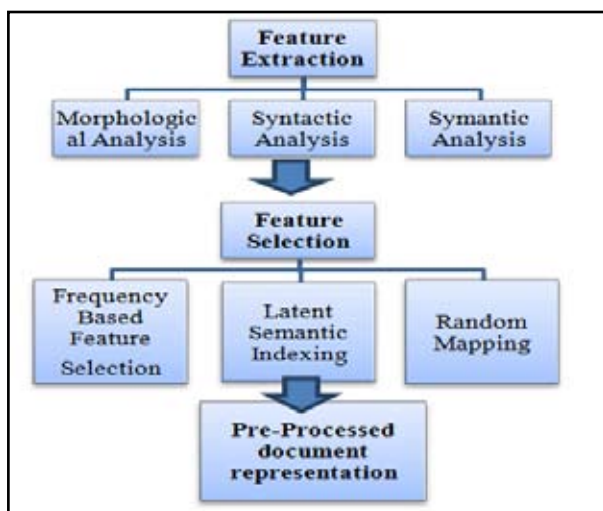 Feature
Extraction
Morphologic
al Analysis
Syntactic
Analysis
Symantic
Analysis
Feature
Selection
Frequency
Based
Feature
Selection
Latent
Semantic
Indexing
Random
Mapping
Pre-Processed
document
representation